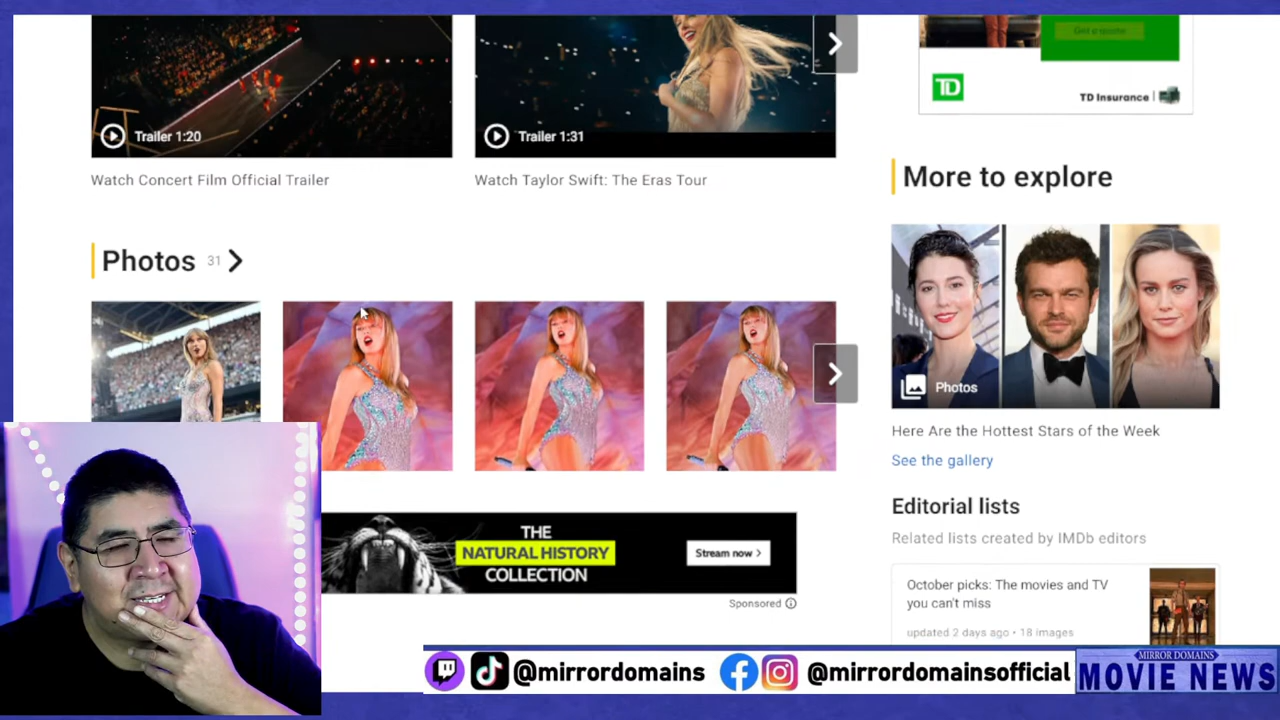 Get a quote
TD
TD Insurance
Trailer 1:20
Trailer 1:31
Watch Concert Film Official Trailer
Watch Taylor Swift: The Eras Tour
More to explore
Photos 31
Photos
Here Are the Hottest Stars of the Week
See the gallery
Editorial lists
Related lists created by IMDb editors
THE
NATURAL HISTORY
COLLECTION
Stream now
Sponsored
October picks: The movies and TV
you can't miss
updated 2 days ago • 18 images
@mirrordomains
@mirrordomainsofficial
MIRROR DOMAINS
MOVIE NEWS